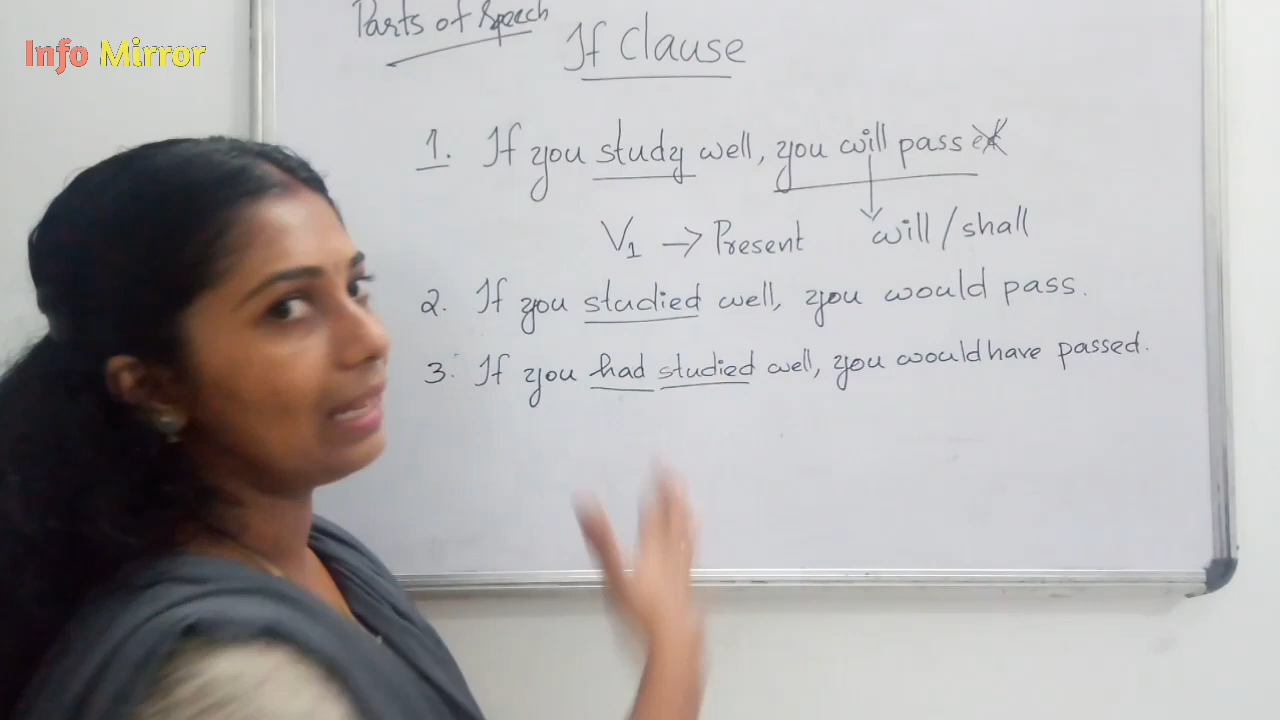 Info Mirror
Parts of Speech
If Clause
1. If you study well, you will pass
V1 → Present will / shall
2. If you studied well, you would pass.
3. If you had studied well, you would have passed.